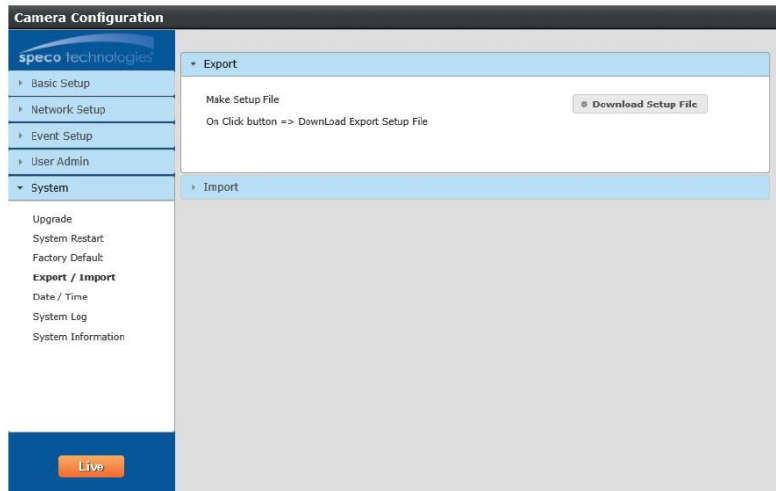 Camera Configuration
speco technologies
Basic Setup
Network Setup
Event Setup
User Admin
System
Upgrade
System Restart
Factory Default
Export / Import
Date / Time
System Log
System Information
Live
Export
Make Setup File
Download Setup File
On Click button => DownLoad Export Setup File
Import